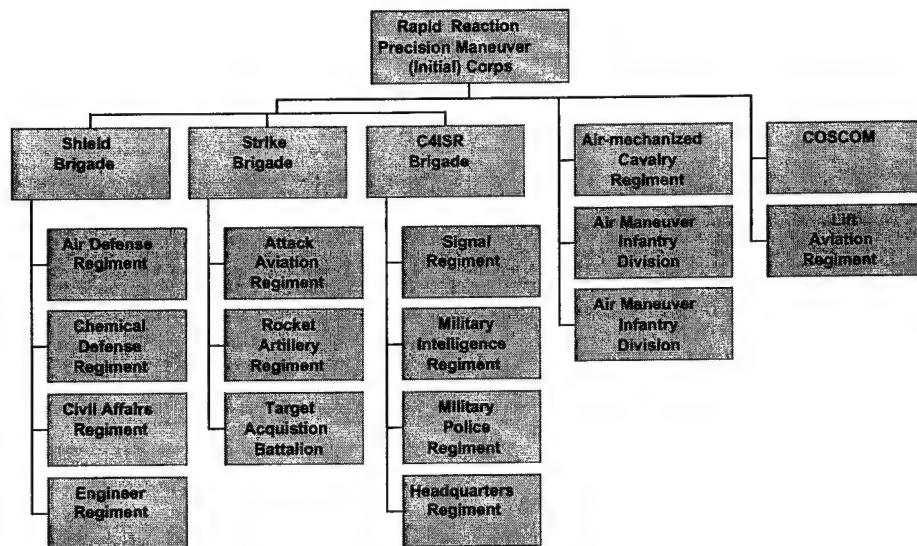 Rapid Reaction
Precision Maneuver
(Initial) Corps
Shield
Brigade
Strike
Brigade
C4ISR
Brigade
Air-mechanized
Cavalry
Regiment
COSCOM
Air Defense
Regiment
Attack
Aviation
Regiment
Signal
Regiment
Air Maneuver
Infantry
Division
Lift
Aviation
Regiment
Chemical
Defense
Regiment
Rocket
Artillery
Regiment
Military
Intelligence
Regiment
Air Maneuver
Infantry
Division
Civil Affairs
Regiment
Target
Acquistion
Battalion
Military
Police
Regiment
Engineer
Regiment
Headquarters
Regiment